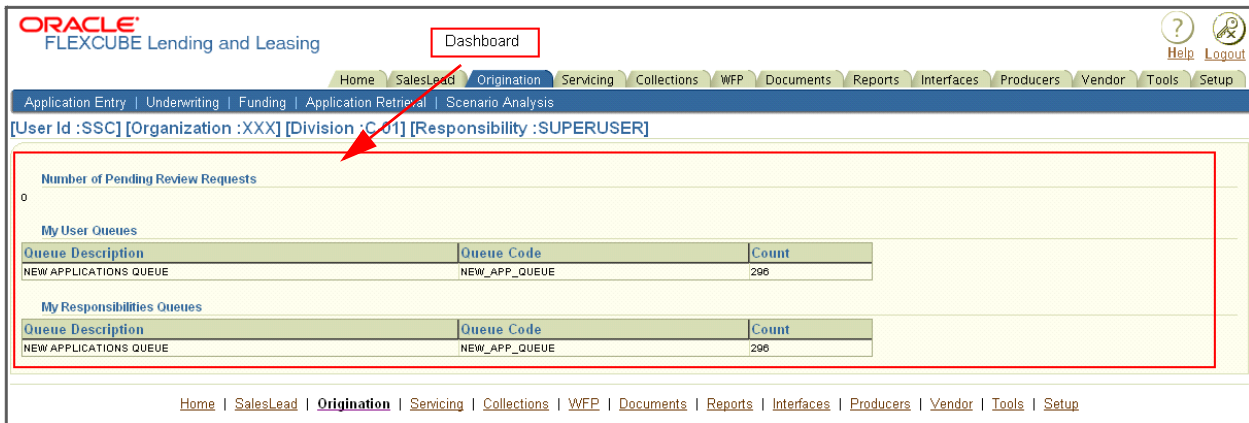 ORACLE®
FLEXCUBE Lending and Leasing
Dashboard
Help Logout
Home SalesLead Origination Servicing Collections WFP Documents Reports Interfaces Producers Vendor Tools Setup
Application Entry | Underwriting | Funding | Application Retrieval | Scenario Analysis
[User Id :SSC] [Organization :XXX] [Division :C-01] [Responsibility :SUPERUSER]
Number of Pending Review Requests
0
My User Queues
Queue Description Queue Code Count
NEW APPLICATIONS QUEUE NEW_APP_QUEUE 296
My Responsibilities Queues
Queue Description Queue Code Count
NEW APPLICATIONS QUEUE NEW_APP_QUEUE 296
Home | SalesLead | Origination | Servicing | Collections | WFP | Documents | Reports | Interfaces | Producers | Vendor | Tools | Setup